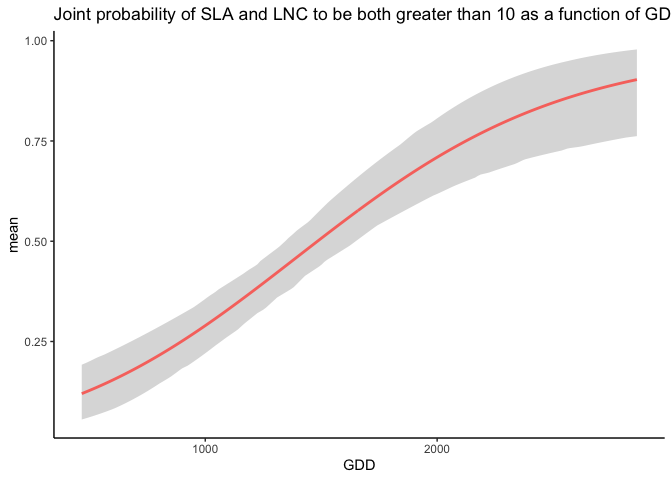 Joint probability of SLA and LNC to be both greater than 10 as a function of GD
1.00
0.75
0.50
0.25
mean
1000 2000
GDD